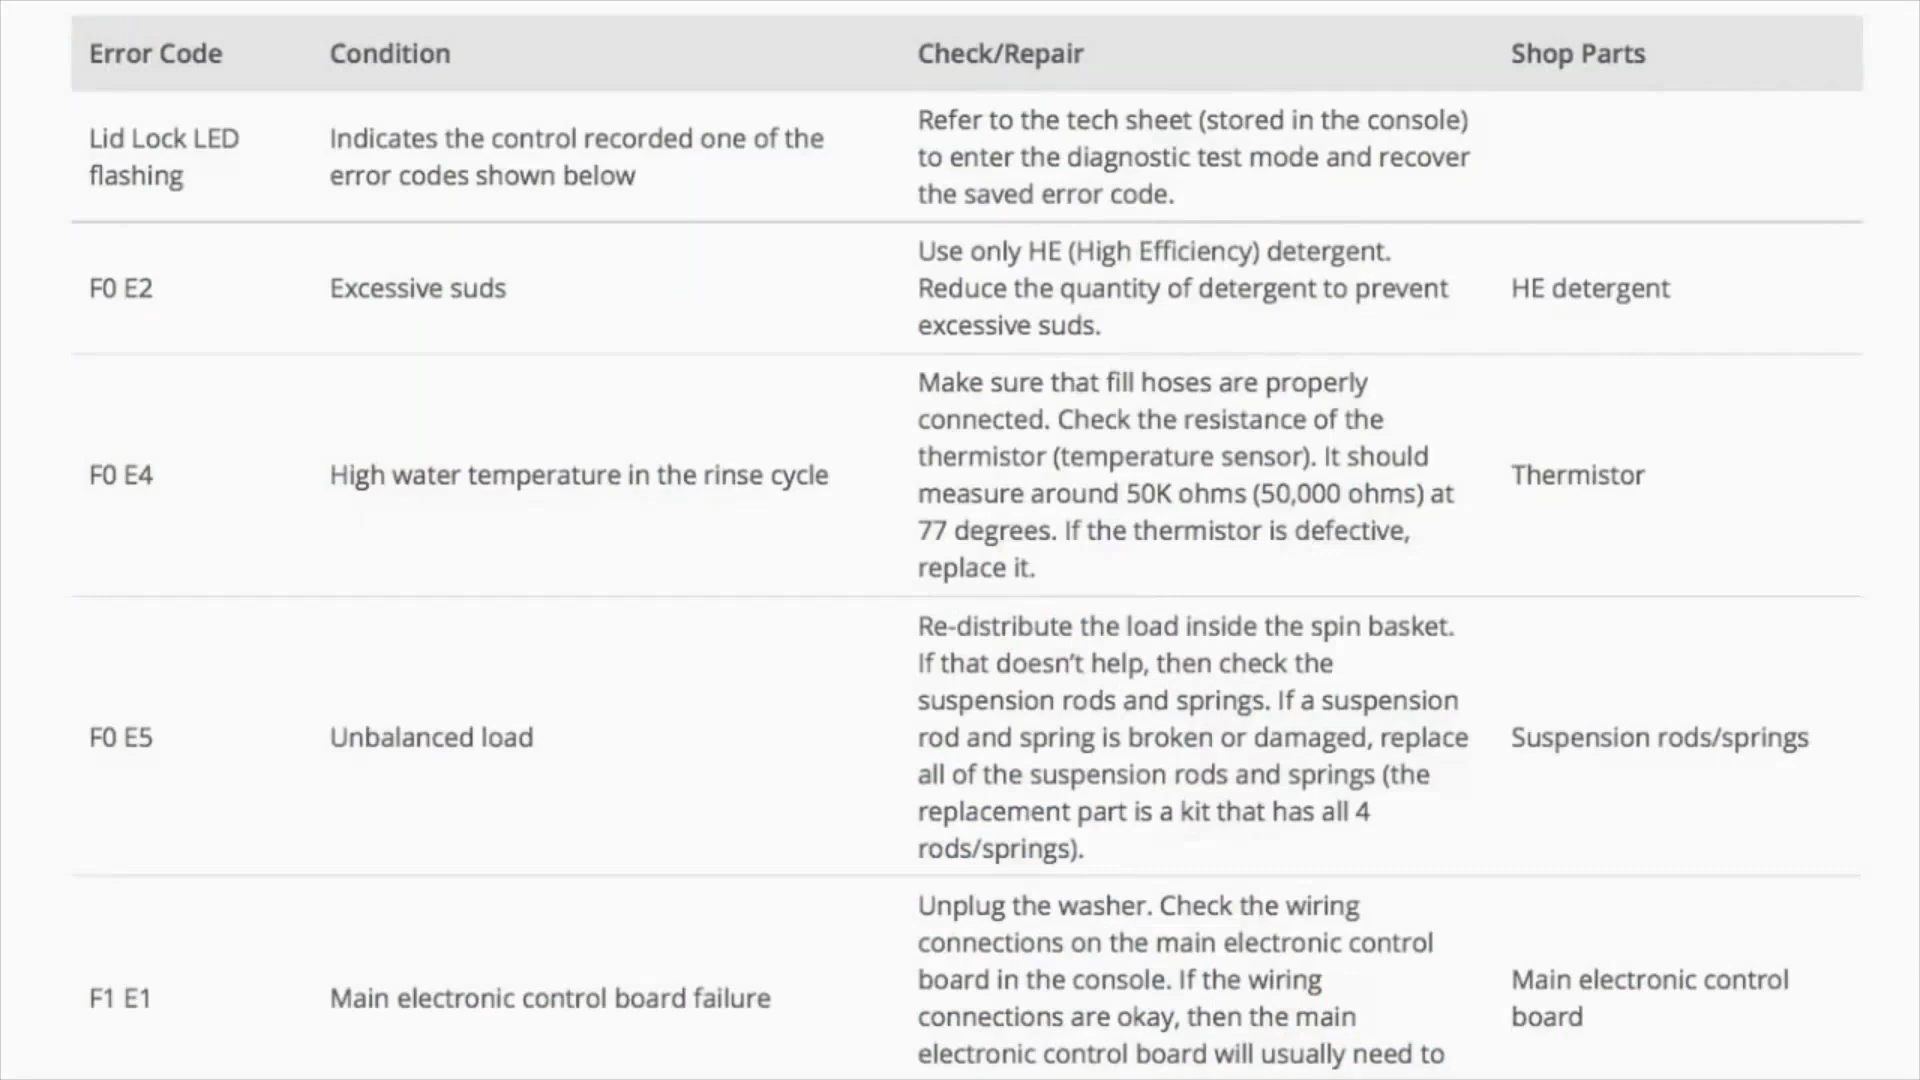 Error Code Condition Check/Repair Shop Parts
Lid Lock LED
flashing
Indicates the control recorded one of the
error codes shown below
Refer to the tech sheet (stored in the console)
to enter the diagnostic test mode and recover
the saved error code.
F0 E2
Excessive suds
Use only HE (High Efficiency) detergent.
Reduce the quantity of detergent to prevent
excessive suds.
HE detergent
F0 E4
High water temperature in the rinse cycle
Make sure that fill hoses are properly
connected. Check the resistance of the
thermistor (temperature sensor). It should
measure around 50K ohms (50,000 ohms) at
77 degrees. If the thermistor is defective,
replace it.
Thermistor
F0 E5
Unbalanced load
Re-distribute the load inside the spin basket.
If that doesn’t help, then check the
suspension rods and springs. If a suspension
rod and spring is broken or damaged, replace
all of the suspension rods and springs (the
replacement part is a kit that has all 4
rods/springs).
Suspension rods/springs
F1 E1
Main electronic control board failure
Unplug the washer. Check the wiring
connections on the main electronic control
board in the console. If the wiring
connections are okay, then the main
electronic control board will usually need to
Main electronic control
board